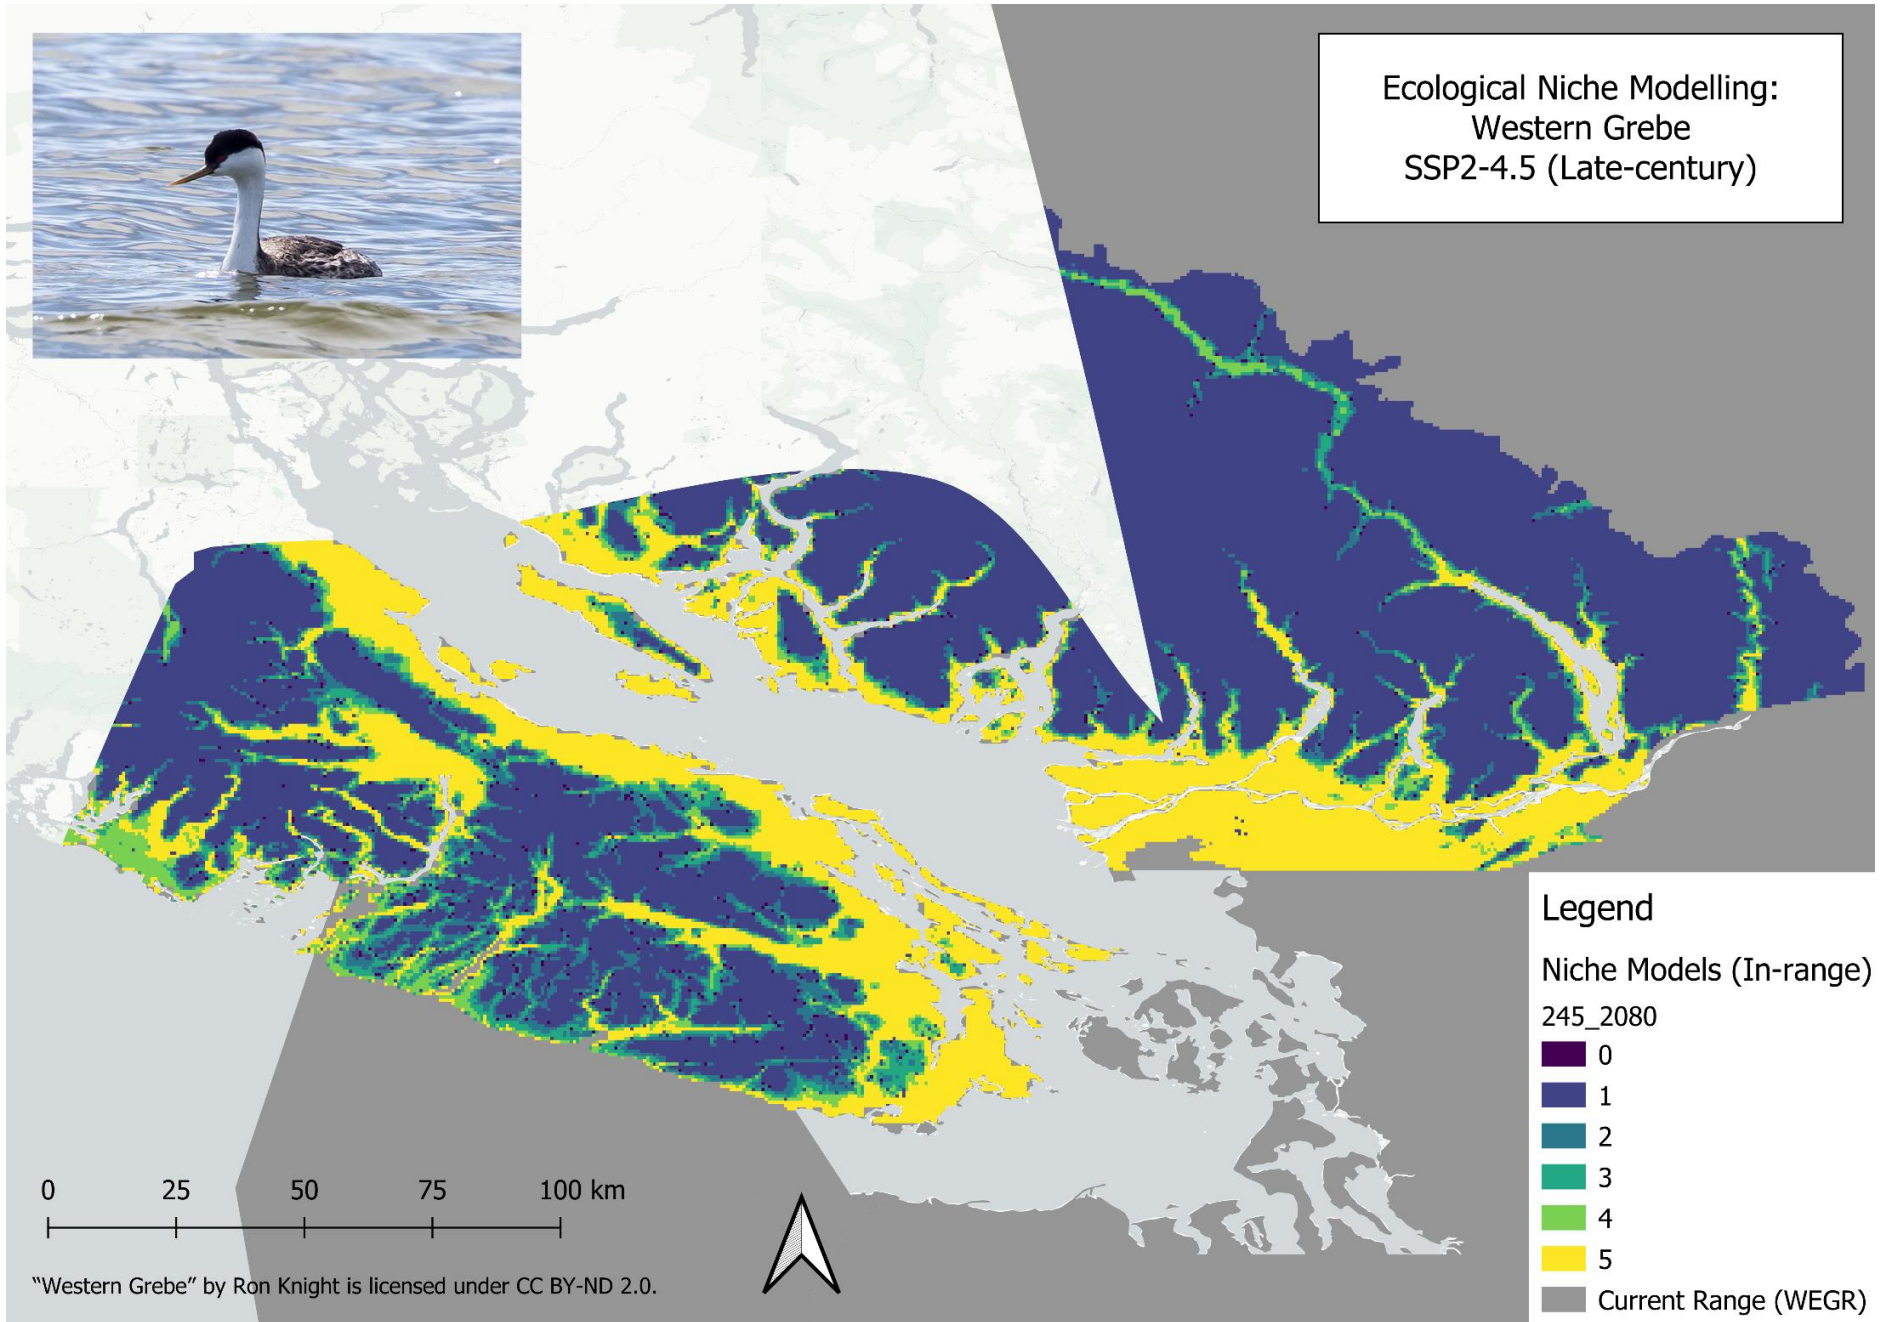 Ecological Niche Modelling:
Western Grebe
SSP2-4.5 (Late-century)
Legend
Niche Models (In-range)
245_2080
0
1
2
3
4
5
Current Range (WEGR)
0 25 50 75 100 km
“Western Grebe” by Ron Knight is licensed under CC BY-ND 2.0.